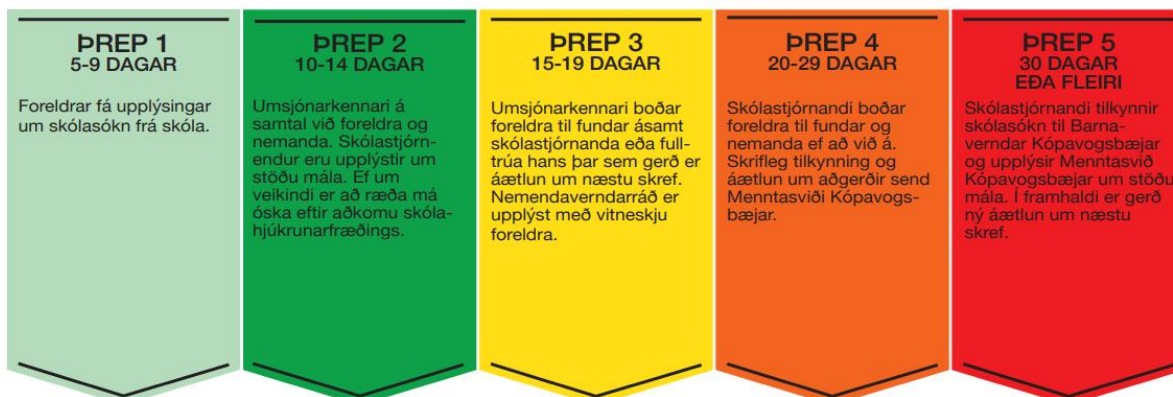 ÞREP 1
5-9 DAGAR
Foreldrar fá upplýsingar
um skólasókn frá skóla.
ÞREP 2
10-14 DAGAR
Umsjónarkennari á
samtal við foreldra og
nemanda. Skólastjórn-
endur eru upplýstir um
stöðu mála. Ef um
veikindi er að ræða má
óska eftir aðkomu skóla-
hjúkrunarfræðings.
ÞREP 3
15-19 DAGAR
Umsjónarkennari boðar
foreldra til fundar ásamt
skólastjórnanda eða full-
trúa hans þar sem gerð er
áætlun um næstu skref.
Nemendaverndarráð er
upplýst með vitneskju
foreldra.
ÞREP 4
20-29 DAGAR
Skólastjórnandi boðar
foreldra til fundar og
nemanda ef að við á.
Skrifleg tilkynning og
áætlun um aðgerðir send
Menntasviði Kópavogs-
bæjar.
ÞREP 5
30 DAGAR
EÐA FLEIRI
Skólastjórnandi tilkynnir
skólasókn til Barna-
verndar Kópavogsbæjar
og upplýsir Menntasvið
Kópavogsbæjar um stöðu
mála. Í framhaldi er gerð
ný áætlun um næstu
skref.